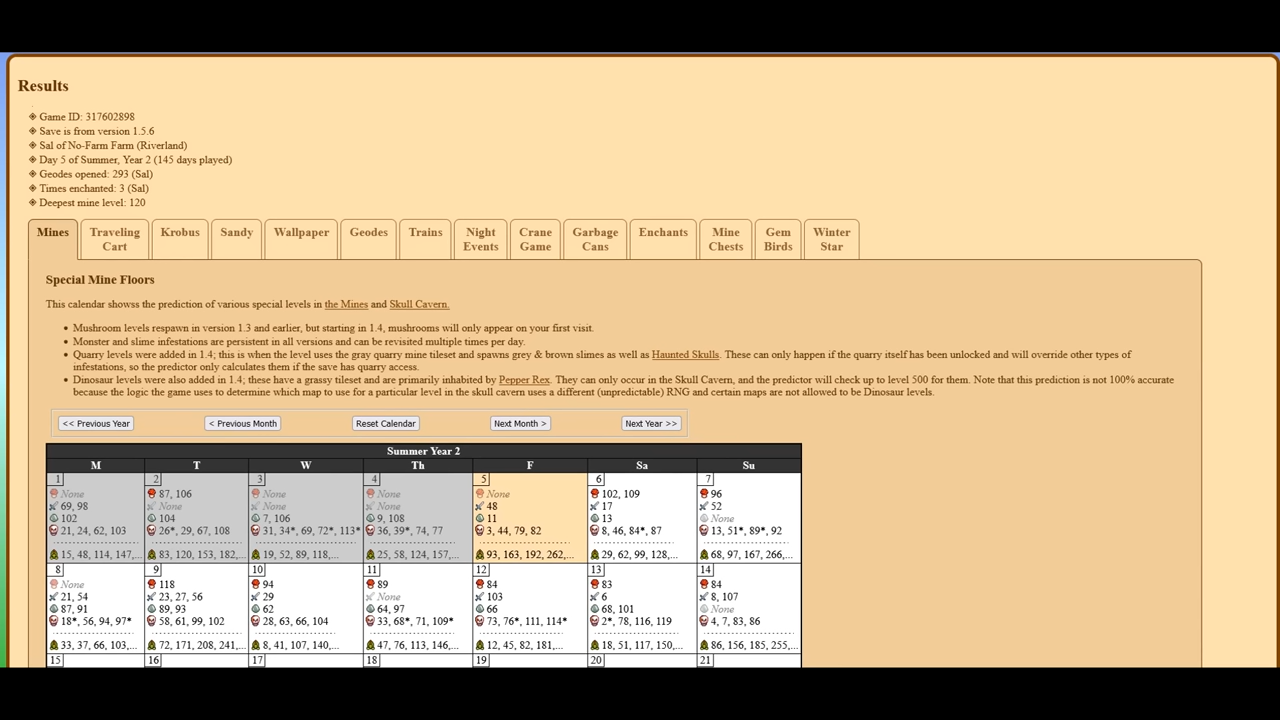 Results
Game ID: 317602898
Save is from version 1.5.6
Sal of No-Farm Farm (Riverland)
Day 5 of Summer, Year 2 (145 days played)
Geodes opened: 293 (Sal)
Times enchanted: 3 (Sal)
Deepest mine level: 120
Mines Traveling Cart Krobus Sandy Wallpaper Geodes Trains Night Events Crane Game Garbage Cans Enchants Mine Chests Gem Birds Winter Star
Special Mine Floors
This calendar showss the prediction of various special levels in the Mines and Skull Cavern.
Mushroom levels respawn in version 1.3 and earlier, but starting in 1.4, mushrooms will only appear on your first visit.
Monster and slime infestations are persistent in all versions and can be revisited multiple times per day.
Quarry levels were added in 1.4; this is when the level uses the gray quarry mine tileset and spawns grey & brown slimes as well as Haunted Skulls. These can only happen if the quarry itself has been unlocked and will override other types of
infestations, so the predictor only calculates them if the save has quarry access.
Dinosaur levels were also added in 1.4; these have a grassy tileset and are primarily inhabited by Pepper Rex. They can only occur in the Skull Cavern, and the predictor will check up to level 500 for them. Note that this prediction is not 100% accurate
because the logic the game uses to determine which map to use for a particular level in the skull cavern uses a different (unpredictable) RNG and certain maps are not allowed to be Dinosaur levels.
<< Previous Year < Previous Month Reset Calendar Next Month > Next Year >>
Summer Year 2
M T W Th F Sa Su
1 2 3 4 5 6 7
None 87, 106 None None None 102, 109 96
69, 98 None None None 48 17 52
102 104 7, 106 9, 108 11 13 None
21, 24, 62, 103 26*, 29, 67, 108 31, 34*, 69, 72*, 113* 36, 39*, 74, 77 3, 44, 79, 82 8, 46, 84*, 87 13, 51*, 89*, 92
15, 48, 114, 147,... 83, 120, 153, 182,... 19, 52, 89, 118,... 25, 58, 124, 157,... 93, 163, 192, 262,... 29, 62, 99, 128,... 68, 97, 167, 266,...
8 9 10 11 12 13 14
None 118 94 89 84 83 84
21, 54 23, 27, 56 29 None 103 6 8, 107
87, 91 89, 93 62 64, 97 66 68, 101 None
18*, 56, 94, 97* 58, 61, 99, 102 28, 63, 66, 104 33, 68*, 71, 109* 73, 76*, 111, 114* 2*, 78, 116, 119 4, 7, 83, 86
33, 37, 66, 103,... 72, 171, 208, 241,... 8, 41, 107, 140,... 47, 76, 113, 146,... 12, 45, 82, 181,... 18, 51, 117, 150,... 86, 156, 185, 255,...
15 16 17 18 19 20 21